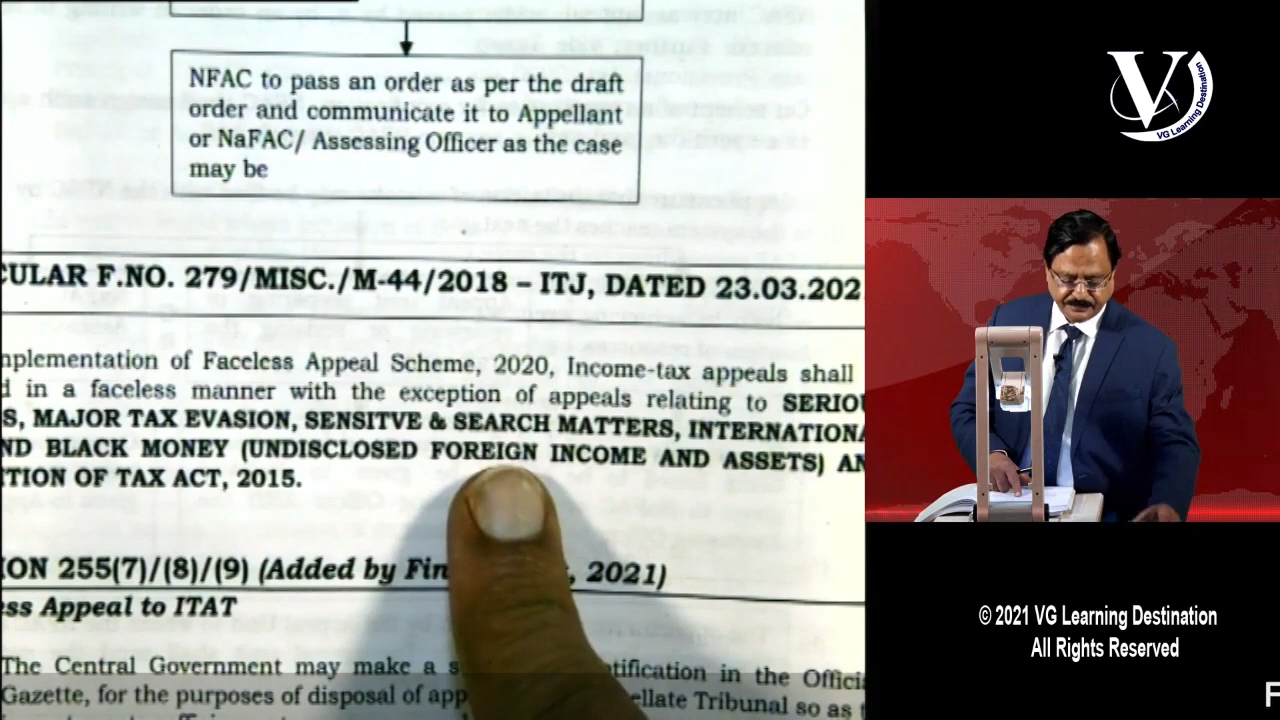 NFAC to pass an order as per the draft
order and communicate it to Appellant
or NaFAC/ Assessing Officer as the case
may be
CULAR F.NO. 279/MISC./M-44/2018 – ITJ, DATED 23.03.202
nplementation of Faceless Appeal Scheme, 2020, Income-tax appeals shall
d in a faceless manner with the exception of appeals relating to SERIOU
S, MAJOR TAX EVASION, SENSITVE & SEARCH MATTERS, INTERNATIONA
ND BLACK MONEY (UNDISCLOSED FOREIGN INCOME AND ASSETS) AN
TION OF TAX ACT, 2015.
ION 255(7)/(8)/(9) (Added by Fin , 2021)
ss Appeal to ITAT
The Central Government may make a s tification in the Officia
Gazette, for the purposes of disposal of app ellate Tribunal so as t
V
VG Learning Destination
© 2021 VG Learning Destination
All Rights Reserved
F